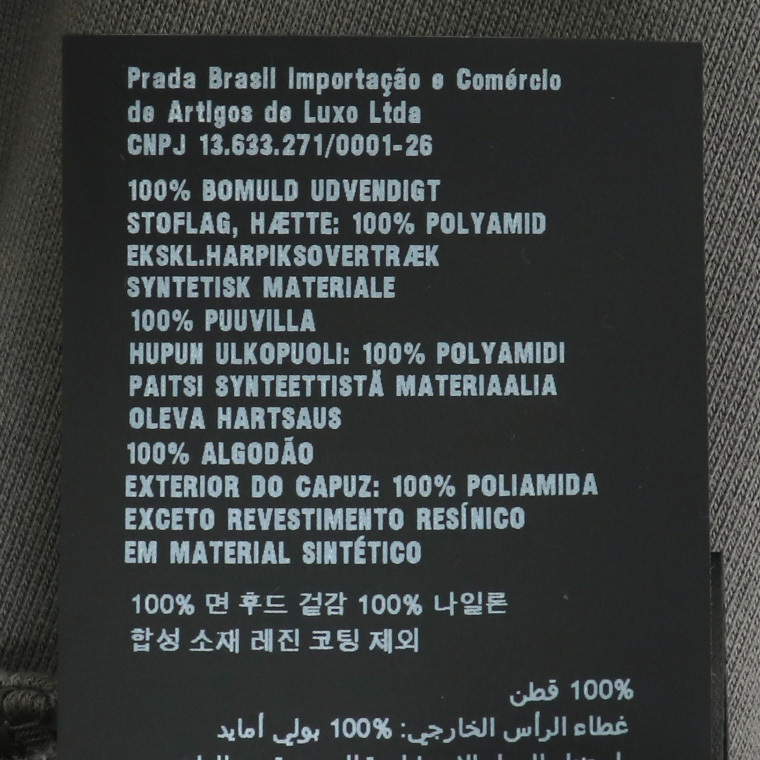 Prada Brasil Importação e Comércio
de Artigos de Luxo Ltda
CNPJ 13.633.271/0001-26
100% BOMULD UDVENDIGT
STOFLAG, HÆTTE: 100% POLYAMID
EKSKL.HARPIKSOVERTRÆK
SYNTETISK MATERIALE
100% PUUVILLA
HUPUN ULKOPUOLI: 100% POLYAMIDI
PAITSI SYNTEETTISTÄ MATERIAALIA
OLEVA HARTSAUS
100% ALGODÃO
EXTERIOR DO CAPUZ: 100% POLIAMIDA
EXCETO REVESTIMENTO RESÍNICO
EM MATERIAL SINTÉTICO
100% 면 후드 겉감 100% 나일론
합성 소재 레진 코팅 제외
100% قطن
غطاء الرأس الخارجي: 100% بولي أمايد